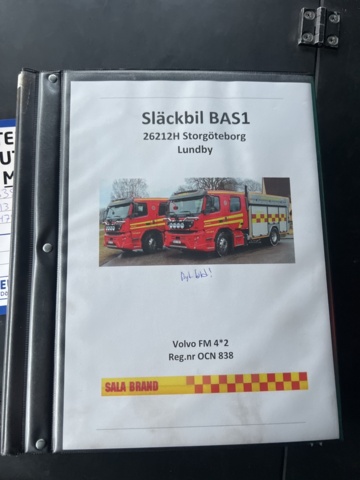 Släckbil BAS1
26212H Storgöteborg
Lundby
Volvo FM 4*2
Reg.nr OCN 838
SALA BRAND